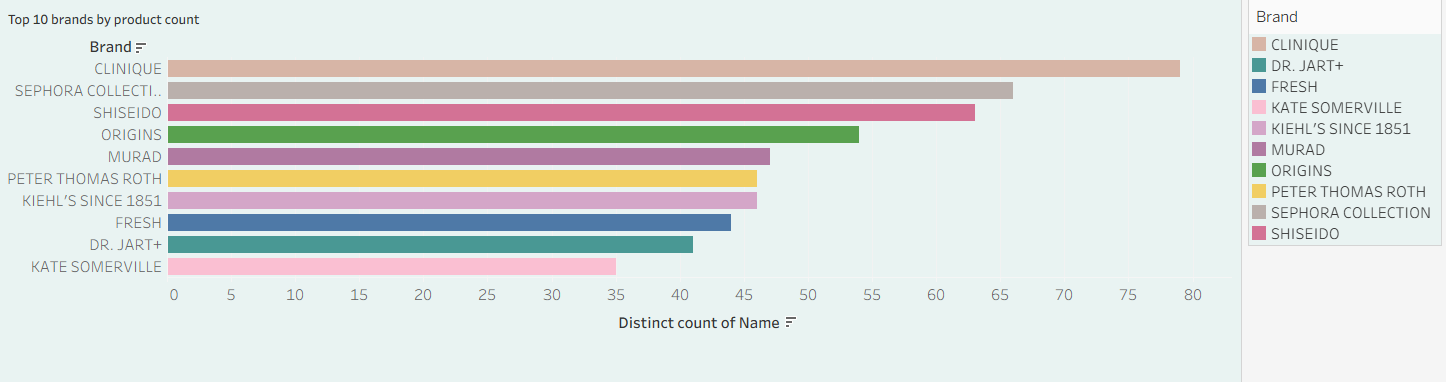 Top 10 brands by product count
Brand
CLINIQUE
SEPHORA COLLECTI..
SHISEIDO
ORIGINS
MURAD
PETER THOMAS ROTH
KIEHL'S SINCE 1851
FRESH
DR. JART+
KATE SOMERVILLE
0 5 10 15 20 25 30 35 40 45 50 55 60 65 70 75 80
Distinct count of Name
Brand
CLINIQUE
DR. JART+
FRESH
KATE SOMERVILLE
KIEHL'S SINCE 1851
MURAD
ORIGINS
PETER THOMAS ROTH
SEPHORA COLLECTION
SHISEIDO